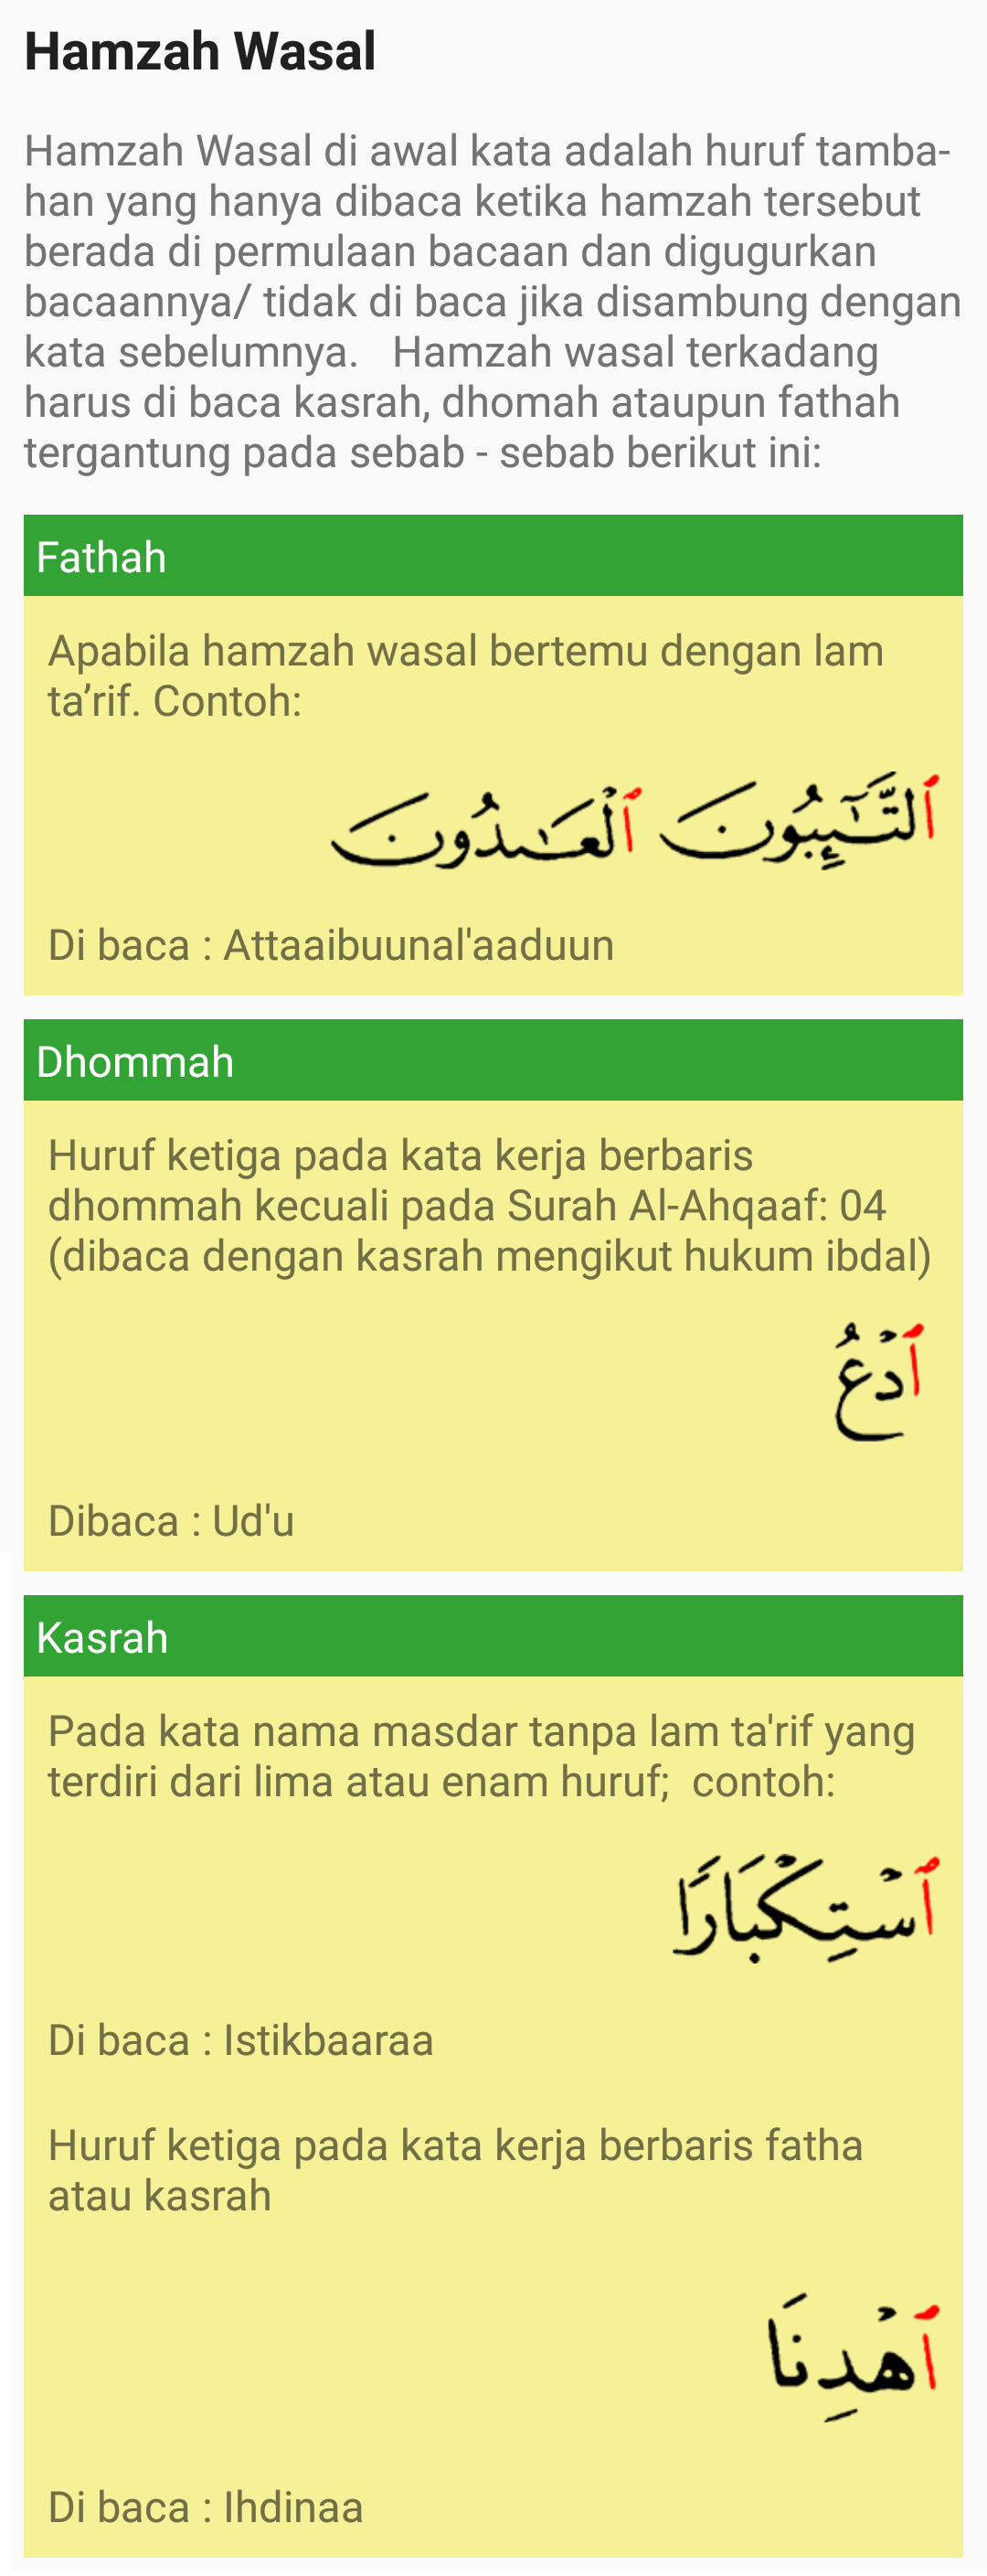 Hamzah Wasal
Hamzah Wasal di awal kata adalah huruf tamba-
han yang hanya dibaca ketika hamzah tersebut
berada di permulaan bacaan dan digugurkan
bacaannya/ tidak di baca jika disambung dengan
kata sebelumnya.   Hamzah wasal terkadang
harus di baca kasrah, dhomah ataupun fathah
tergantung pada sebab - sebab berikut ini:
Fathah
Apabila hamzah wasal bertemu dengan lam
ta’rif. Contoh:
ٱلتَّـٰٓئِبُونَ ٱلْعَـٰدُونَ
Di baca : Attaaibuunal'aaduun
Dhommah
Huruf ketiga pada kata kerja berbaris
dhommah kecuali pada Surah Al-Ahqaaf: 04
(dibaca dengan kasrah mengikut hukum ibdal)
ٱدْعُ
Dibaca : Ud'u
Kasrah
Pada kata nama masdar tanpa lam ta'rif yang
terdiri dari lima atau enam huruf;  contoh:
ٱسْتِكْبَارًا
Di baca : Istikbaaraa
Huruf ketiga pada kata kerja berbaris fatha
atau kasrah
ٱهْدِنَا
Di baca : Ihdinaa